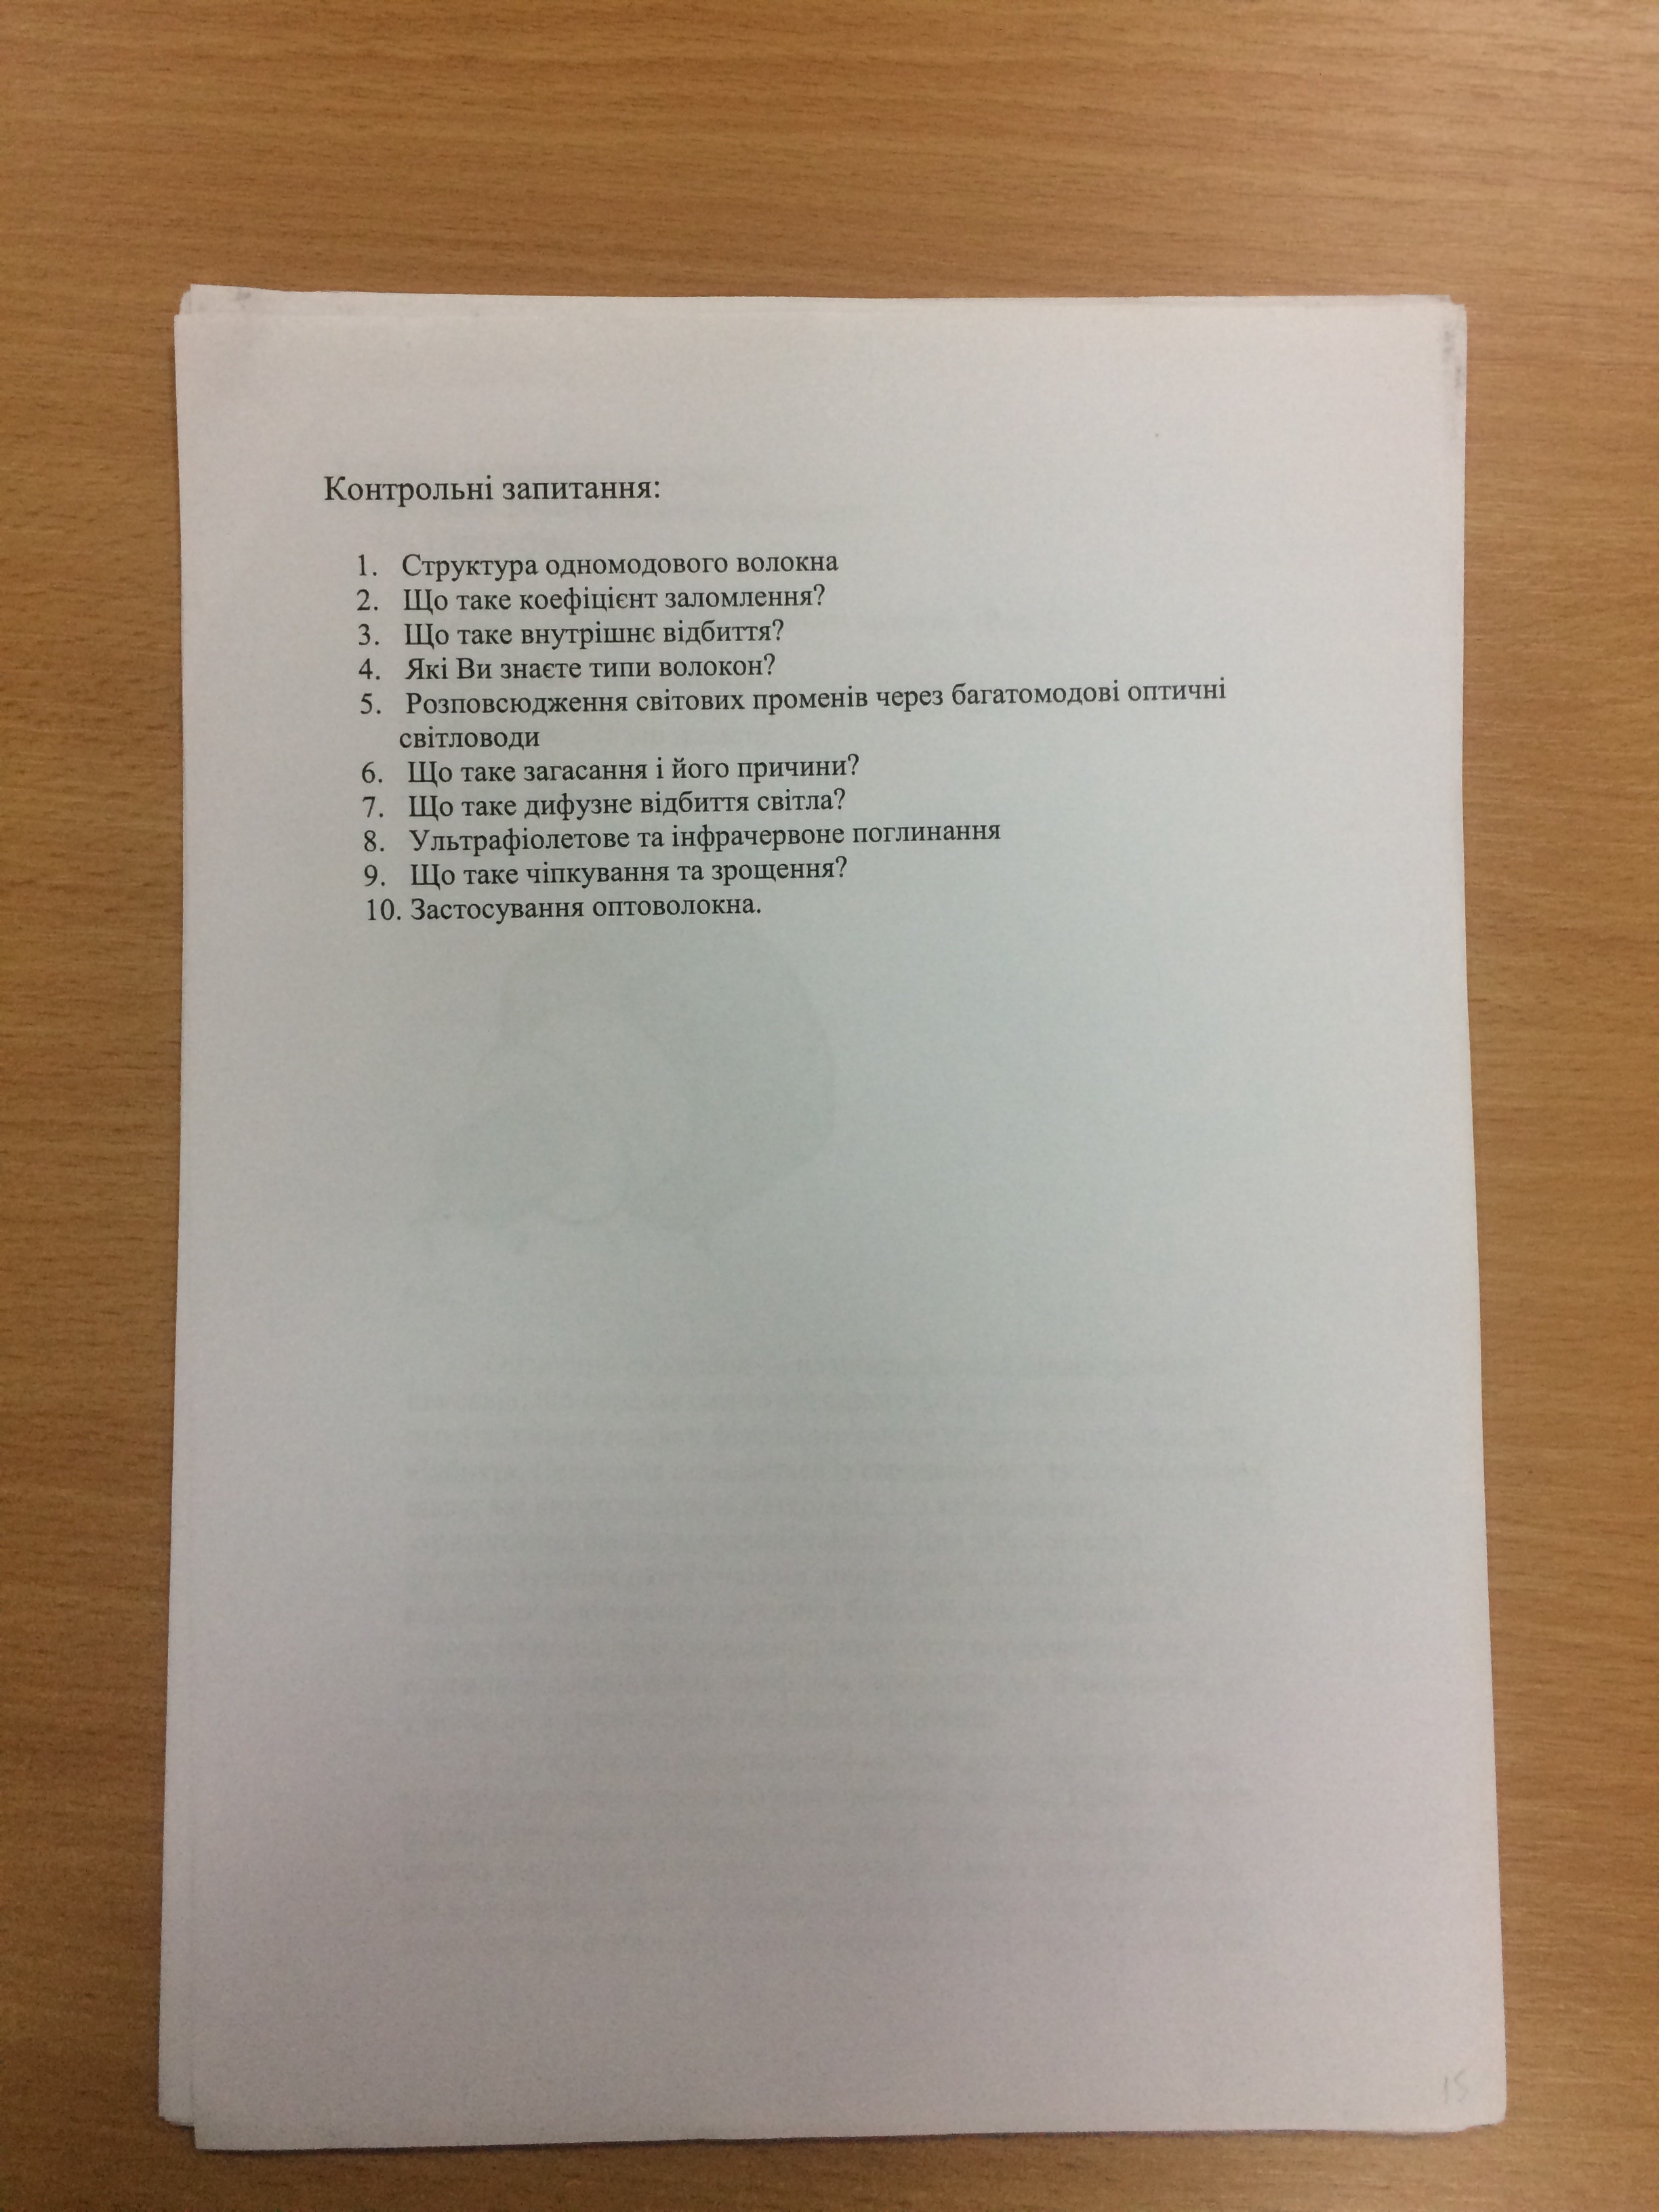 Контрольні запитання:
1. Структура одномодового волокна
2. Що таке коефіцієнт заломлення?
3. Що таке внутрішнє відбиття?
4. Які Ви знаєте типи волокон?
5. Розповсюдження світових променів через багатомодові оптичні
світловоди
6. Що таке загасання і його причини?
7. Що таке дифузне відбиття світла?
8. Ультрафіолетове та інфрачервоне поглинання
9. Що таке чіпкування та зрощення?
10. Застосування оптоволокна.
15